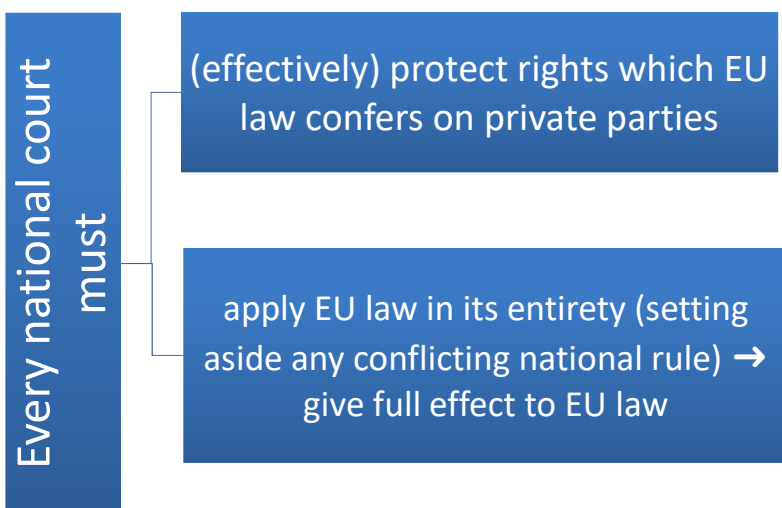 Every national court
must
(effectively) protect rights which EU
law confers on private parties
apply EU law in its entirety (setting
aside any conflicting national rule) ➔
give full effect to EU law